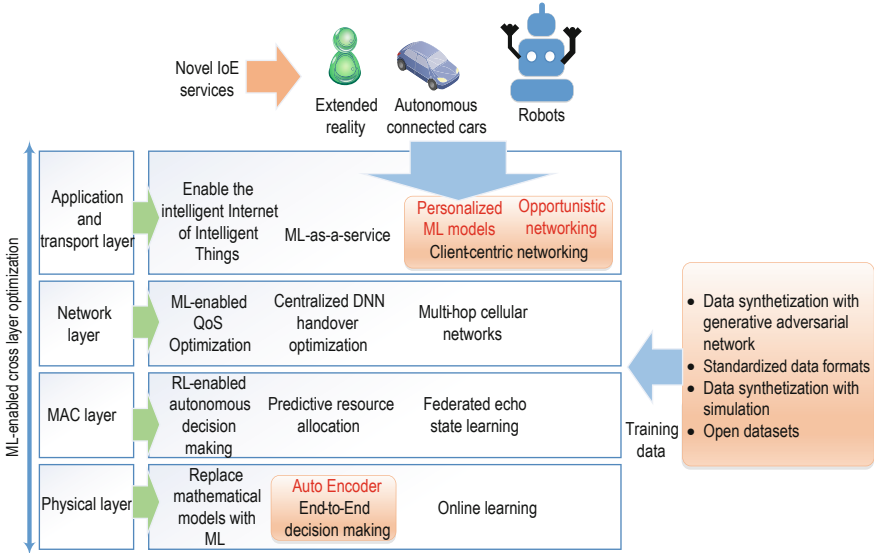 Novel IoE
services
Extended
reality
Autonomous
connected cars
Robots
ML-enabled cross layer optimization
Application
and
transport layer
Enable the
intelligent Internet
of Intelligent
Things
ML-as-a-service
Personalized
ML models
Opportunistic
networking
Client-centric networking
Network
layer
ML-enabled
QoS
Optimization
Centralized DNN
handover
optimization
Multi-hop cellular
networks
MAC layer
RL-enabled
autonomous
decision
making
Predictive resource
allocation
Federated echo
state learning
Physical layer
Replace
mathematical
models with
ML
Auto Encoder
End-to-End
decision making
Online learning
Training
data
• Data synthetization with
generative adversarial
network
• Standardized data formats
• Data synthetization with
simulation
• Open datasets